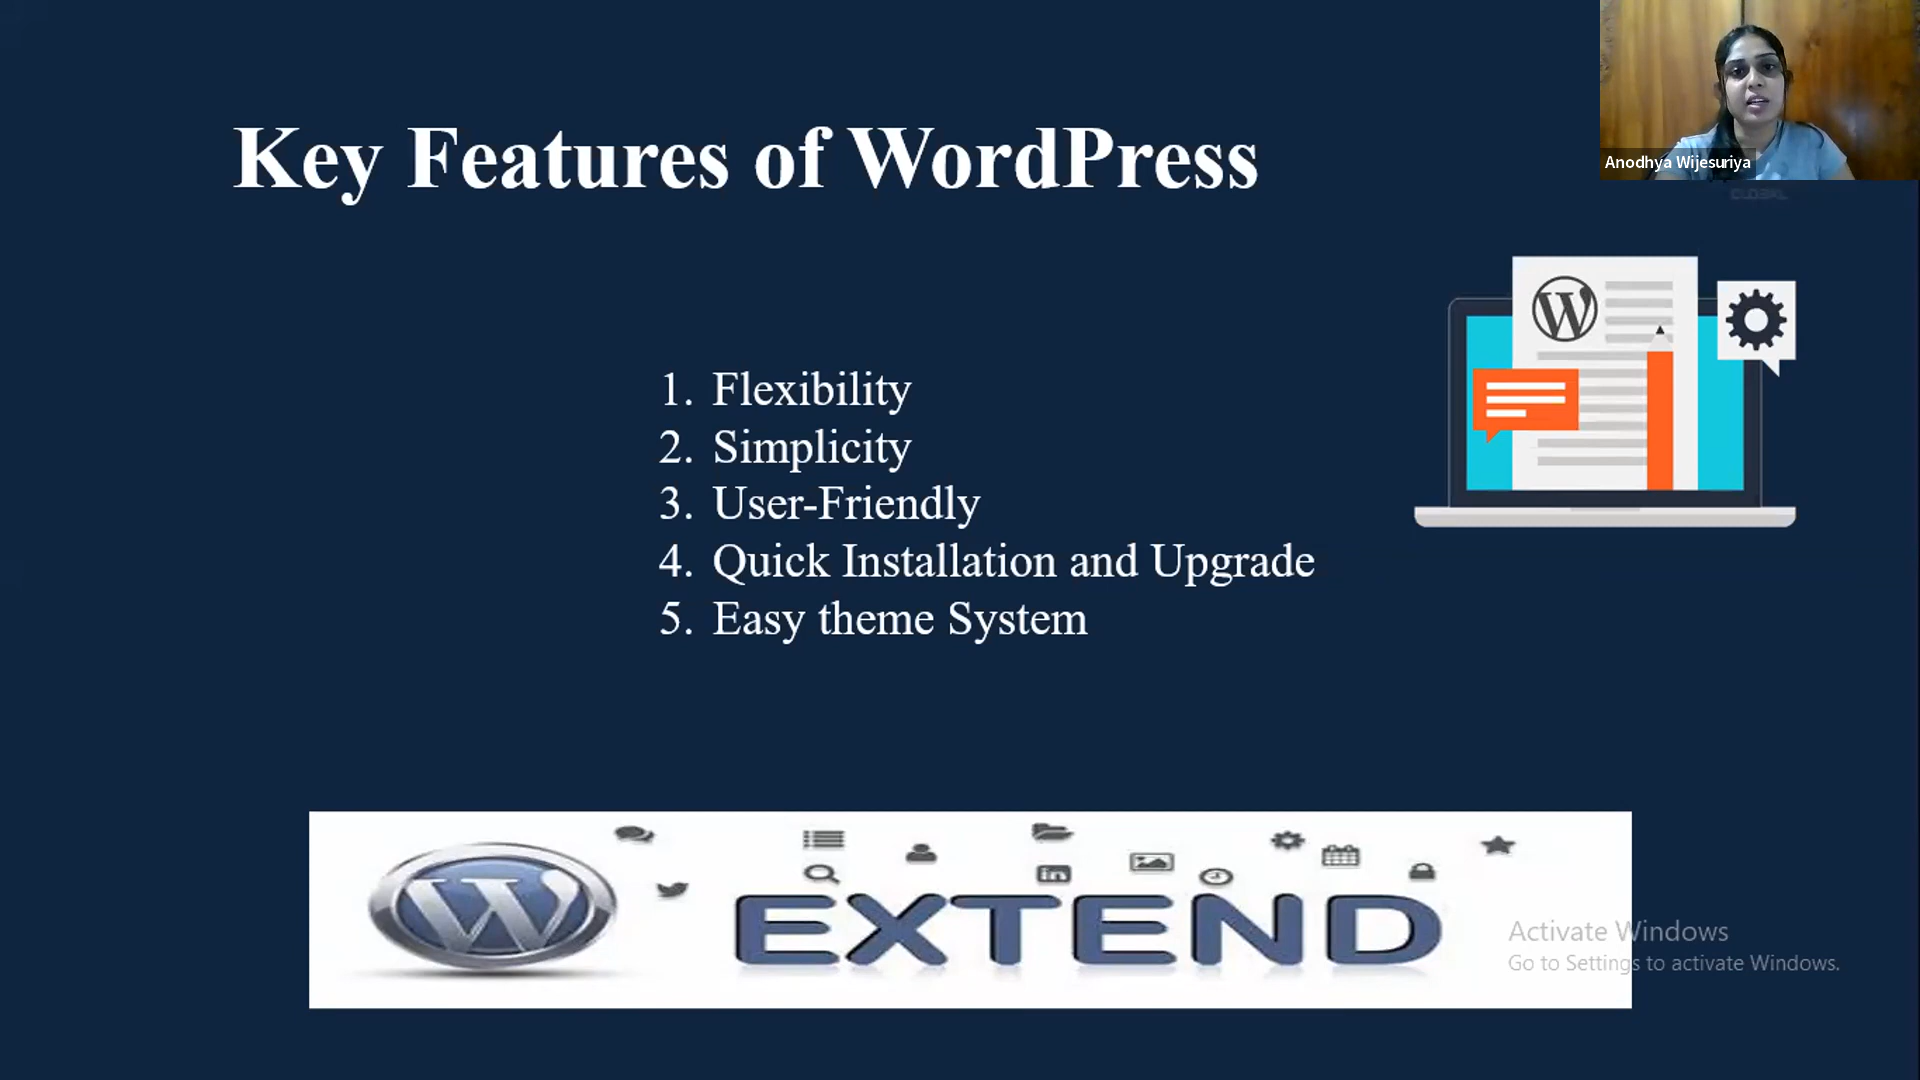 Key Features of WordPress
Anodhya Wijesuriya
1. Flexibility
2. Simplicity
3. User-Friendly
4. Quick Installation and Upgrade
5. Easy theme System
EXTEND
Activate Windows
Go to Settings to activate Windows.